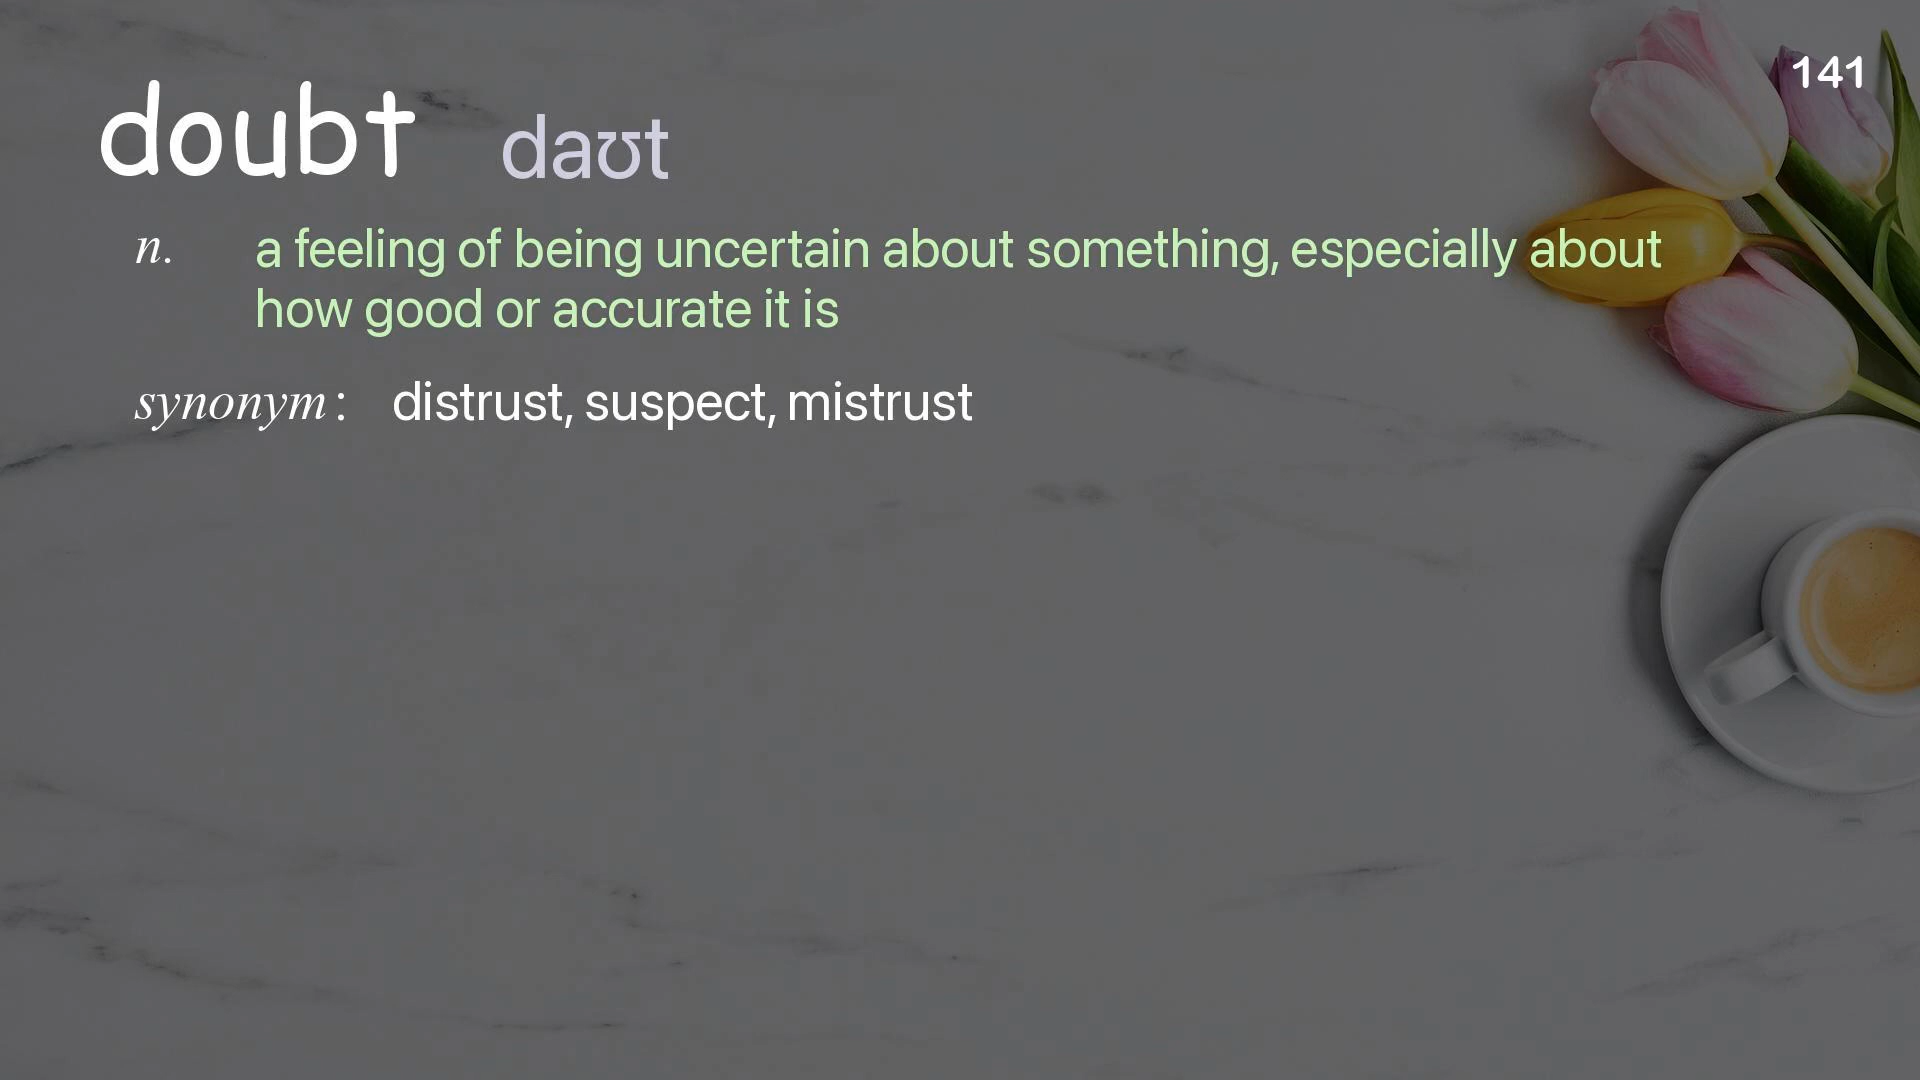 141
doubt daʊt
n. a feeling of being uncertain about something, especially about
how good or accurate it is
synonym: distrust, suspect, mistrust